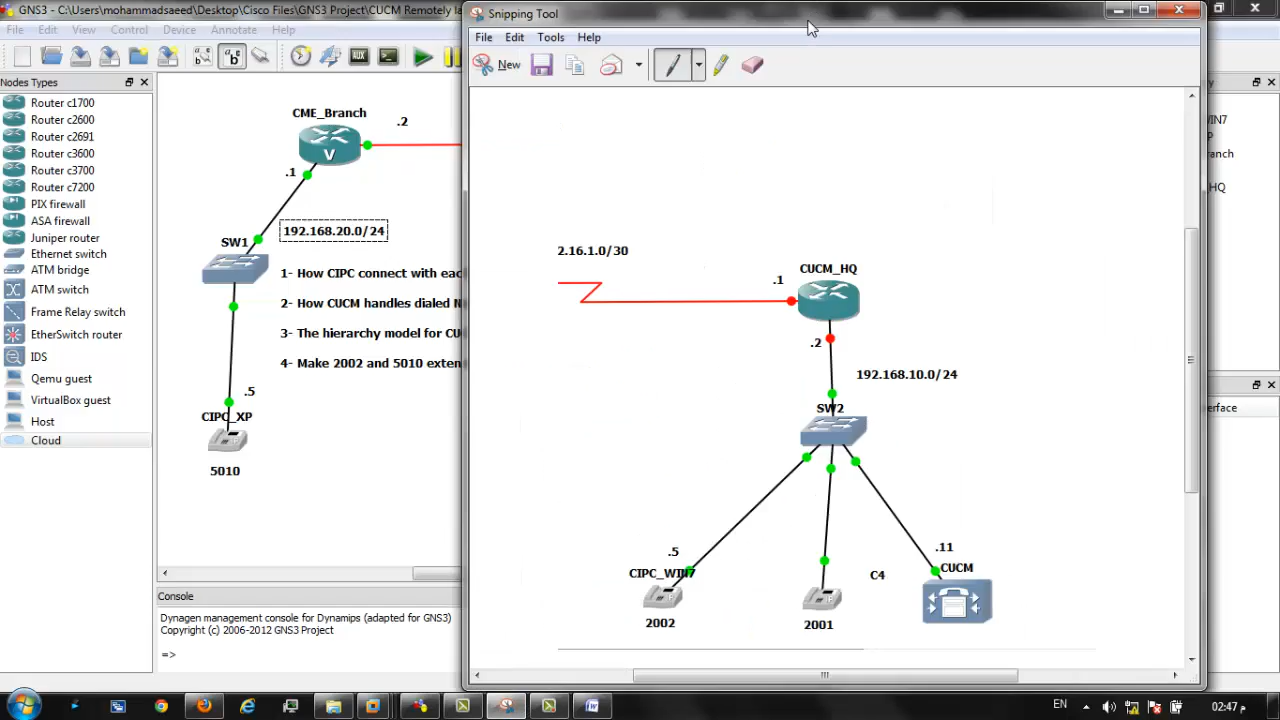 GNS3 - C:\Users\mohammadsaeed\Desktop\Cisco Files\GNS3 Project\CUCM Remotely la
File Edit View Control Device Annotate Help
Nodes Types
Router c1700
Router c2600
Router c2691
Router c3600
Router c3700
Router c7200
PIX firewall
ASA firewall
Juniper router
Ethernet switch
ATM bridge
ATM switch
Frame Relay switch
EtherSwitch router
IDS
Qemu guest
VirtualBox guest
Host
Cloud
CME_Branch
.2
V
.1
192.168.20.0/24
SW1
1- How CIPC connect with eac
2- How CUCM handles dialed N
3- The hierarchy model for CU
4- Make 2002 and 5010 exten
.5
CIPC_XP
5010
Console
Dynagen management console for Dynamips (adapted for GNS3)
Copyright (c) 2006-2012 GNS3 Project
=>
Snipping Tool
File Edit Tools Help
New
2.16.1.0/30
CUCM_HQ
.1
.2
192.168.10.0/24
SW2
.5
CIPC_WIN7
2002
2001
C4
.11
CUCM
y
IN7
P
ranch
HQ
erface
EN
02:47 م